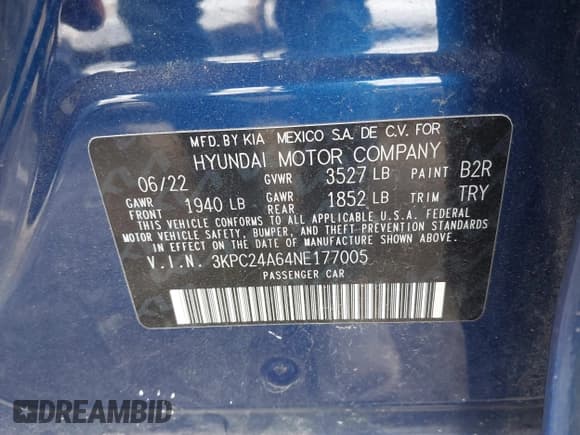 MFD. BY KIA MEXICO S.A. DE C.V. FOR
HYUNDAI MOTOR COMPANY
06/22 GVWR 3527 LB PAINT B2R
GAWR FRONT 1940 LB GAWR REAR 1852 LB TRIM TRY
THIS VEHICLE CONFORMS TO ALL APPLICABLE U.S.A. FEDERAL
MOTOR VEHICLE SAFETY, BUMPER, AND THEFT PREVENTION STANDARDS
IN EFFECT ON THE DATE OF MANUFACTURE SHOWN ABOVE.
V.I.N. 3KPC24A64NE177005
PASSENGER CAR
DREAMBID